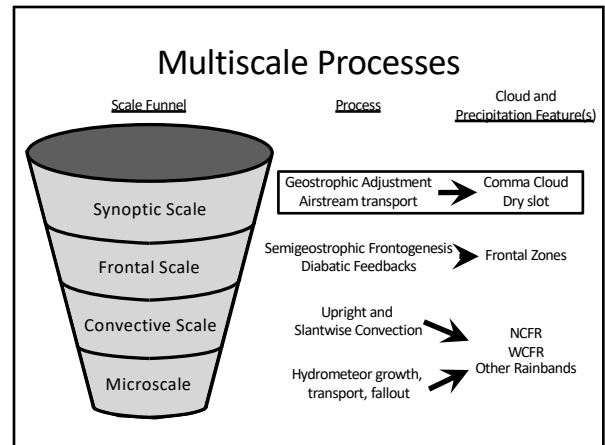 Multiscale Processes
Scale Funnel
Process
Cloud and
Precipitation Feature(s)
Synoptic Scale
Geostrophic Adjustment
Airstream transport
Comma Cloud
Dry slot
Frontal Scale
Semigeostrophic Frontogenesis
Diabatic Feedbacks
Frontal Zones
Convective Scale
Upright and
Slantwise Convection
Microscale
Hydrometeor growth,
transport, fallout
NCFR
WCFR
Other Rainbands